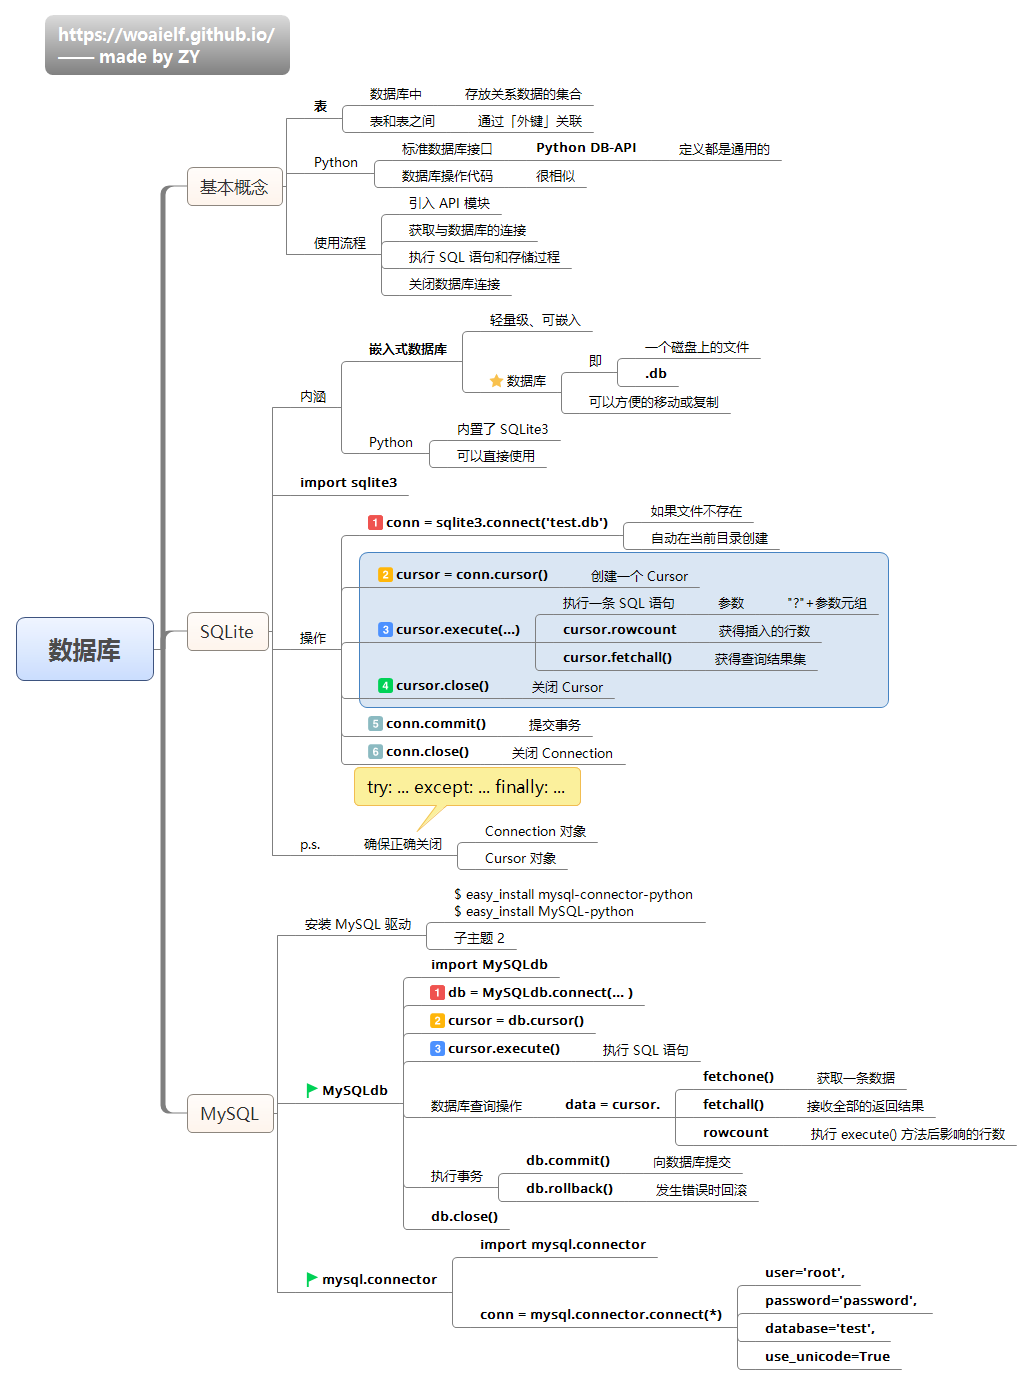 https://woaielf.github.io/
—— made by ZY
数据库
基本概念
表
数据库中 存放关系数据的集合
表和表之间 通过「外键」关联
Python
标准数据库接口 Python DB-API 定义都是通用的
数据库操作代码 很相似
使用流程
引入 API 模块
获取与数据库的连接
执行 SQL 语句和存储过程
关闭数据库连接
SQLite
内涵
嵌入式数据库
轻量级、可嵌入
数据库
即
一个磁盘上的文件
.db
可以方便的移动或复制
Python
内置了 SQLite3
可以直接使用
import sqlite3
操作
1 conn = sqlite3.connect('test.db')
如果文件不存在
自动在当前目录创建
2 cursor = conn.cursor() 创建一个 Cursor
3 cursor.execute(...)
执行一条 SQL 语句 参数 "?"+参数元组
cursor.rowcount 获得插入的行数
cursor.fetchall() 获得查询结果集
4 cursor.close() 关闭 Cursor
5 conn.commit() 提交事务
6 conn.close() 关闭 Connection
try: ... except: ... finally: ...
p.s. 确保正确关闭
Connection 对象
Cursor 对象
MySQL
安装 MySQL 驱动
$ easy_install mysql-connector-python
$ easy_install MySQL-python
子主题 2
MySQLdb
import MySQLdb
1 db = MySQLdb.connect(... )
2 cursor = db.cursor()
3 cursor.execute() 执行 SQL 语句
数据库查询操作 data = cursor.
fetchone() 获取一条数据
fetchall() 接收全部的返回结果
rowcount 执行 execute() 方法后影响的行数
执行事务
db.commit() 向数据库提交
db.rollback() 发生错误时回滚
db.close()
mysql.connector
import mysql.connector
conn = mysql.connector.connect(*)
user='root',
password='password',
database='test',
use_unicode=True